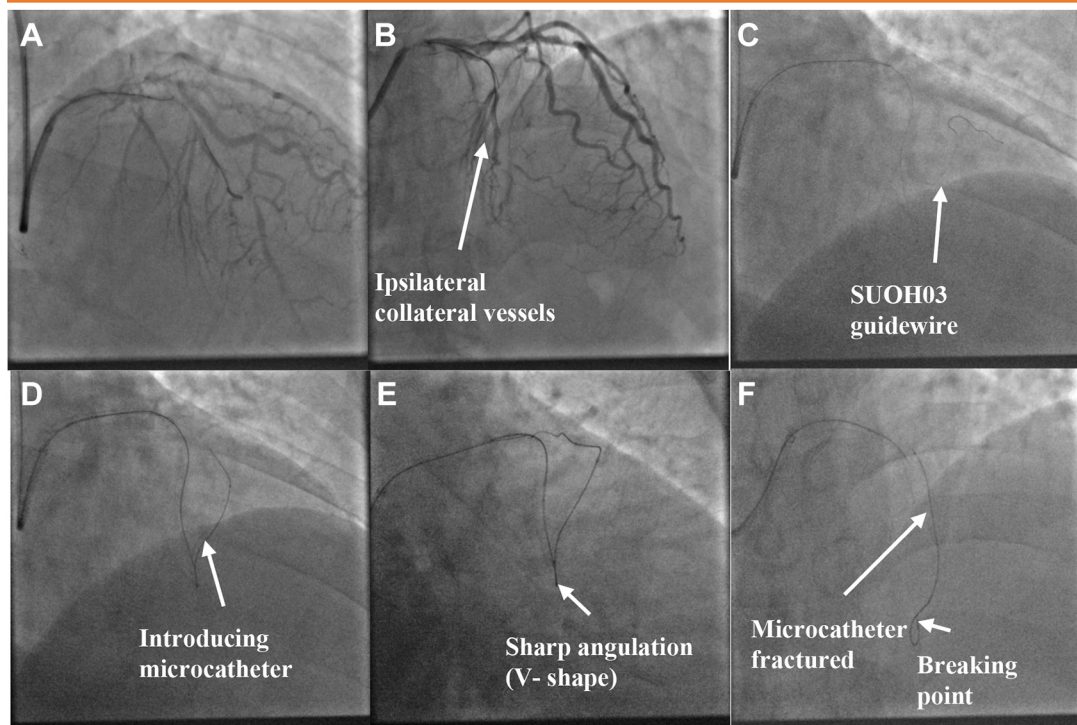 A
B
C
Ipsilateral
collateral vessels
SUOH03
guidewire
D
E
F
Introducing
microcatheter
Sharp angulation
(V- shape)
Microcatheter
fractured
Breaking
point